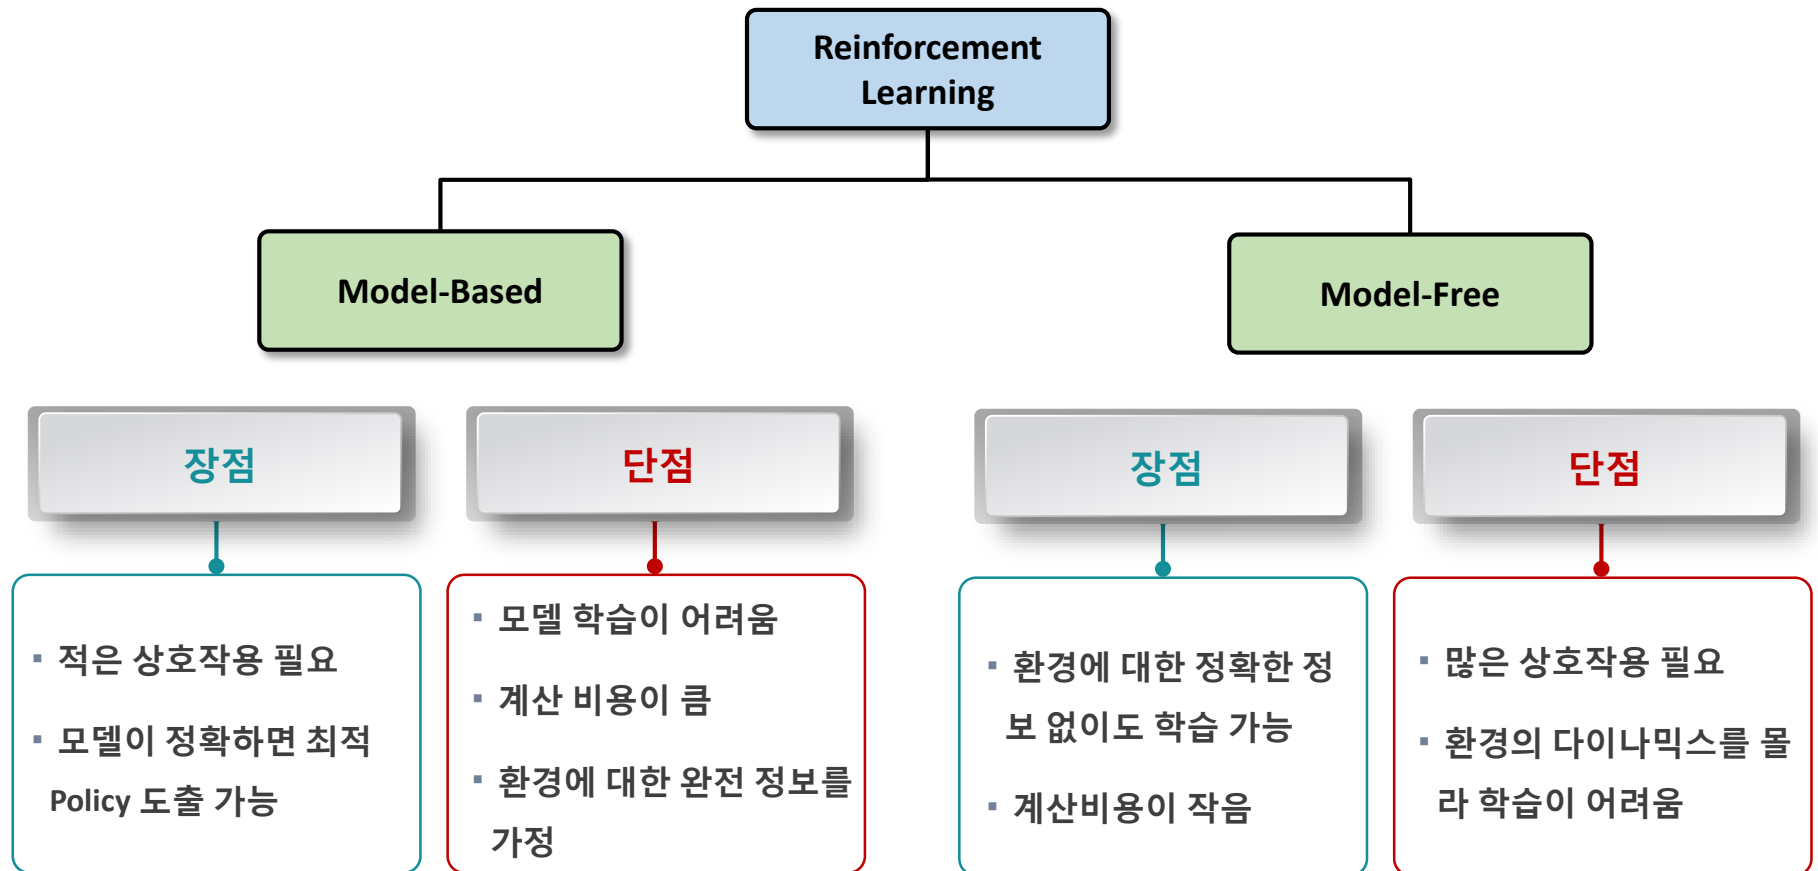 Reinforcement
Learning
Model-Based
Model-Free
장점
단점
장점
단점
▪ 적은 상호작용 필요
▪ 모델이 정확하면 최적
Policy 도출 가능
▪ 모델 학습이 어려움
▪ 계산 비용이 큼
▪ 환경에 대한 완전 정보를
가정
▪ 환경에 대한 정확한 정
보 없이도 학습 가능
▪ 계산비용이 작음
▪ 많은 상호작용 필요
▪ 환경의 다이나믹스를 몰
라 학습이 어려움